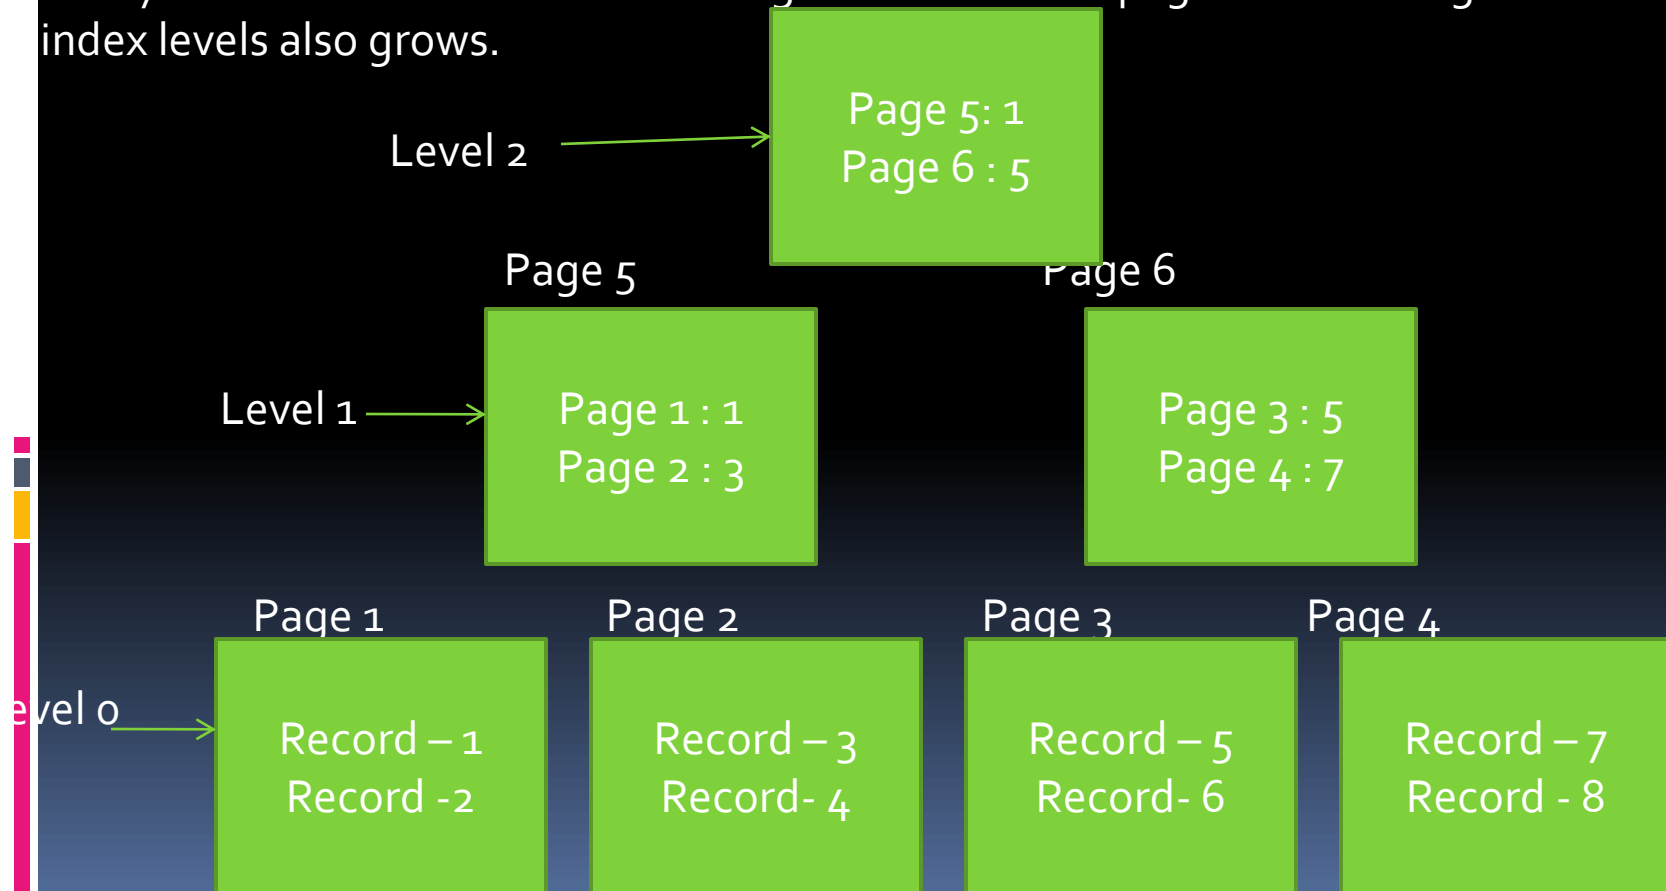 index levels also grows.
Page 5: 1
Page 6 : 5
Level 2
Page 5
Page 6
Level 1
Page 1 : 1
Page 2 : 3
Page 3 : 5
Page 4 : 7
Page 1
Page 2
Page 3
Page 4
evel 0
Record – 1
Record -2
Record – 3
Record- 4
Record – 5
Record- 6
Record – 7
Record - 8